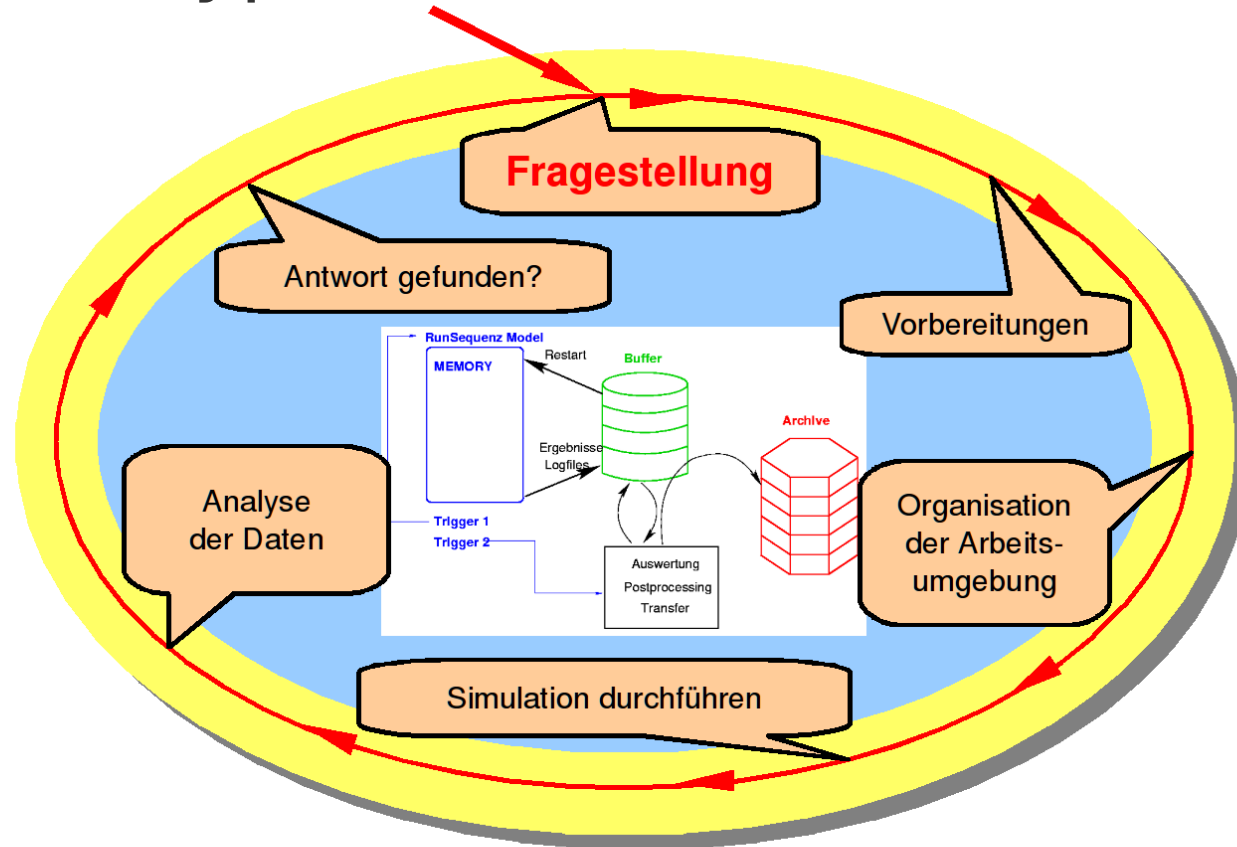 Fragestellung
Antwort gefunden?
Vorbereitungen
RunSequenz Model
MEMORY
Restart
Buffer
Archive
Ergebnisse
Logfiles
Trigger 1
Trigger 2
Auswertung
Postprocessing
Transfer
Analyse
der Daten
Organisation
der Arbeits-
umgebung
Simulation durchführen